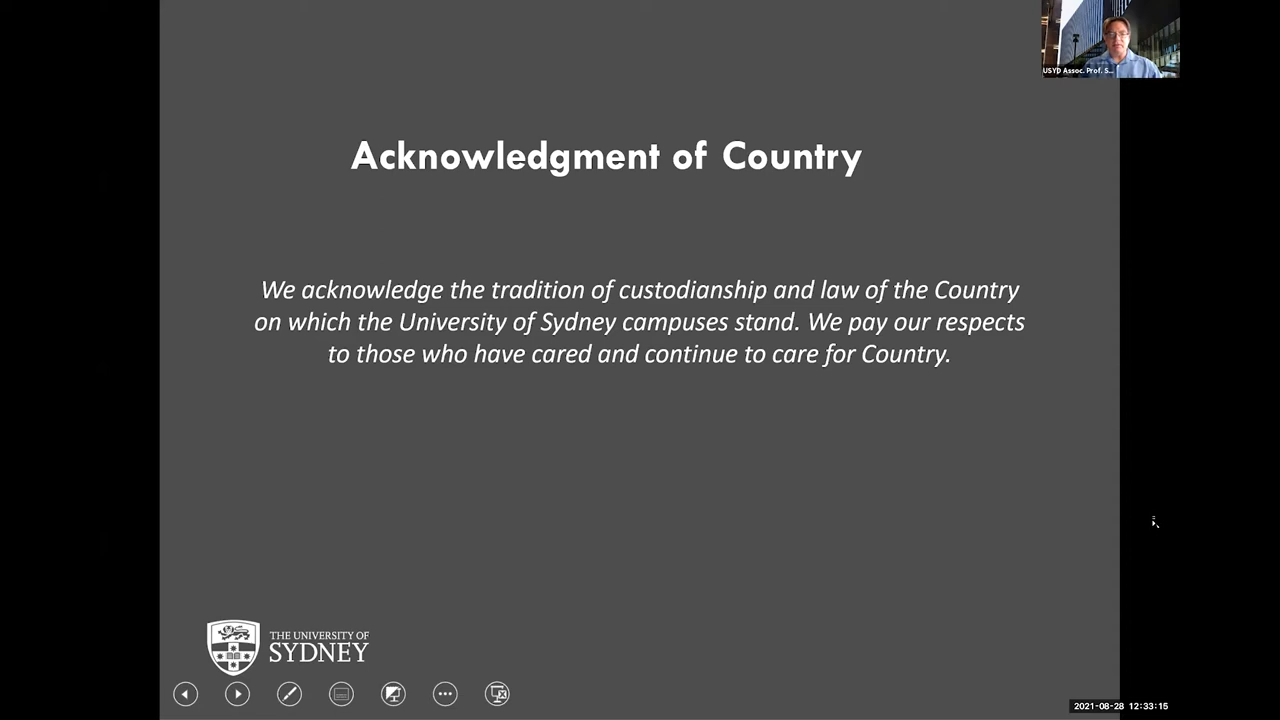 USYD Assoc. Prof. S...
Acknowledgment of Country
We acknowledge the tradition of custodianship and law of the Country
on which the University of Sydney campuses stand. We pay our respects
to those who have cared and continue to care for Country.
THE UNIVERSITY OF
SYDNEY
2021-08-28 12:33:15